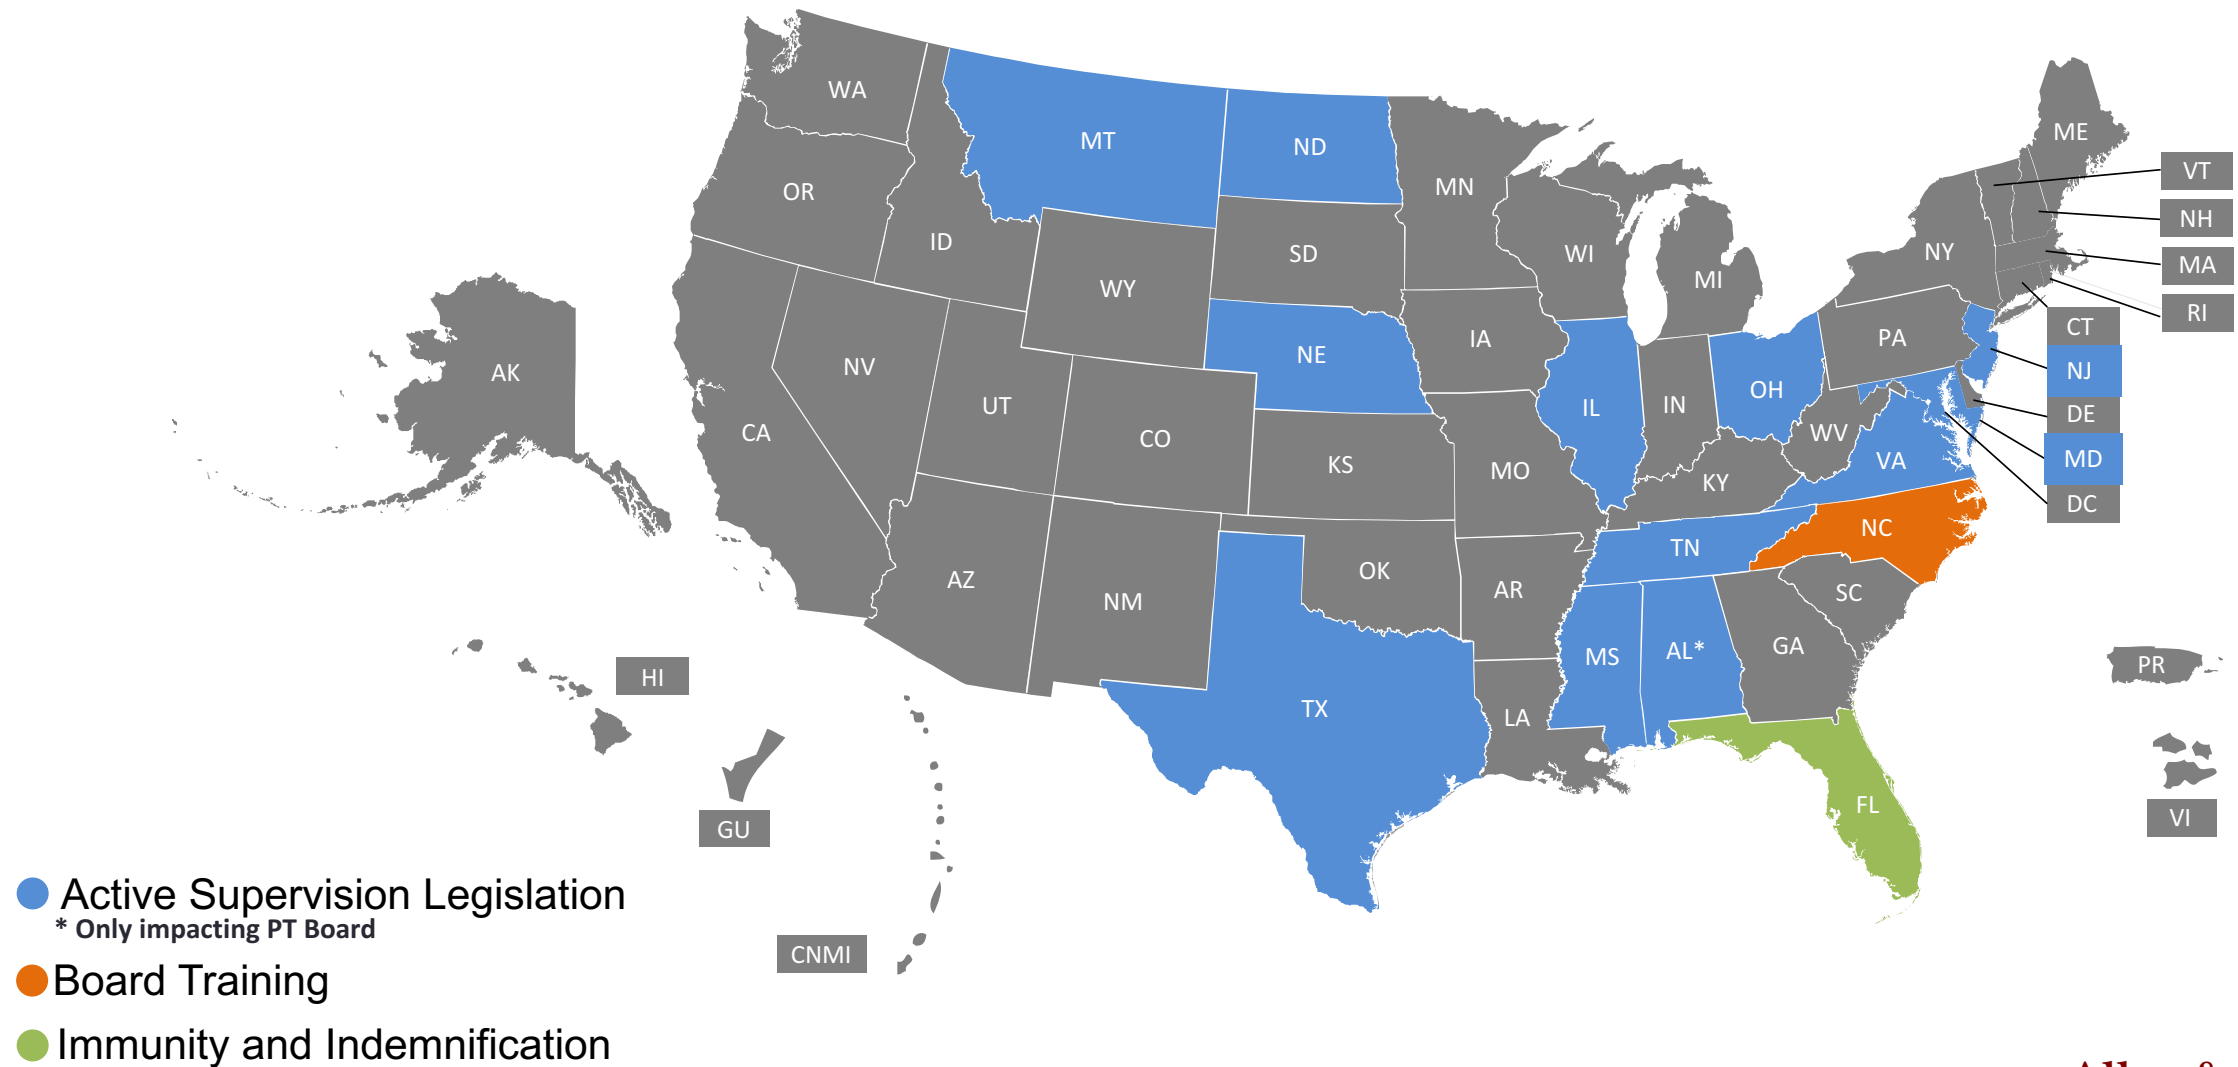 WA
MT
ND
MN
ME
VT
OR
NH
ID
SD
WI
NY
MA
WY
MI
RI
CT
IA
PA
NE
NV
AK
NJ
UT
OH
IL
IN
DE
CA
CO
WV
MD
KS
MO
VA
KY
DC
NC
TN
AZ
OK
NM
AR
SC
GA
MS
AL*
PR
HI
TX
LA
FL
VI
GU
Active Supervision Legislation
* Only impacting PT Board
CNMI
Board Training
Immunity and Indemnification